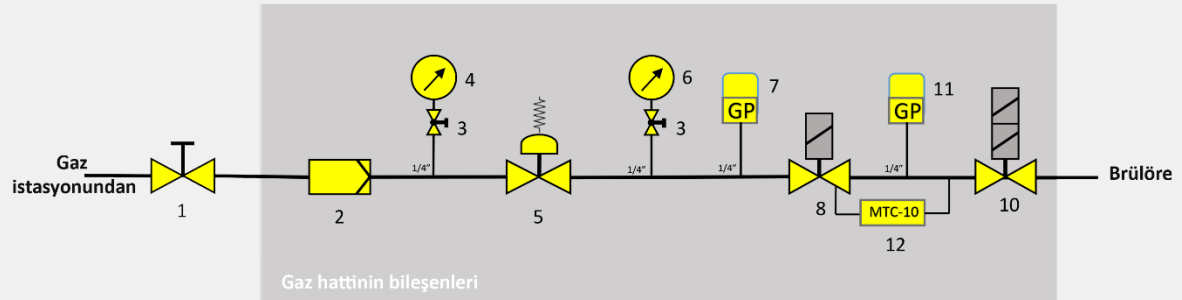 4
6
7
11
GP
GP
3
3
Gaz
istasyonundan
1/4”
1/4”
1/4”
1/4”
Brülöre
1
2
5
8
MTC-10
10
12
Gaz hattinin bileşenleri